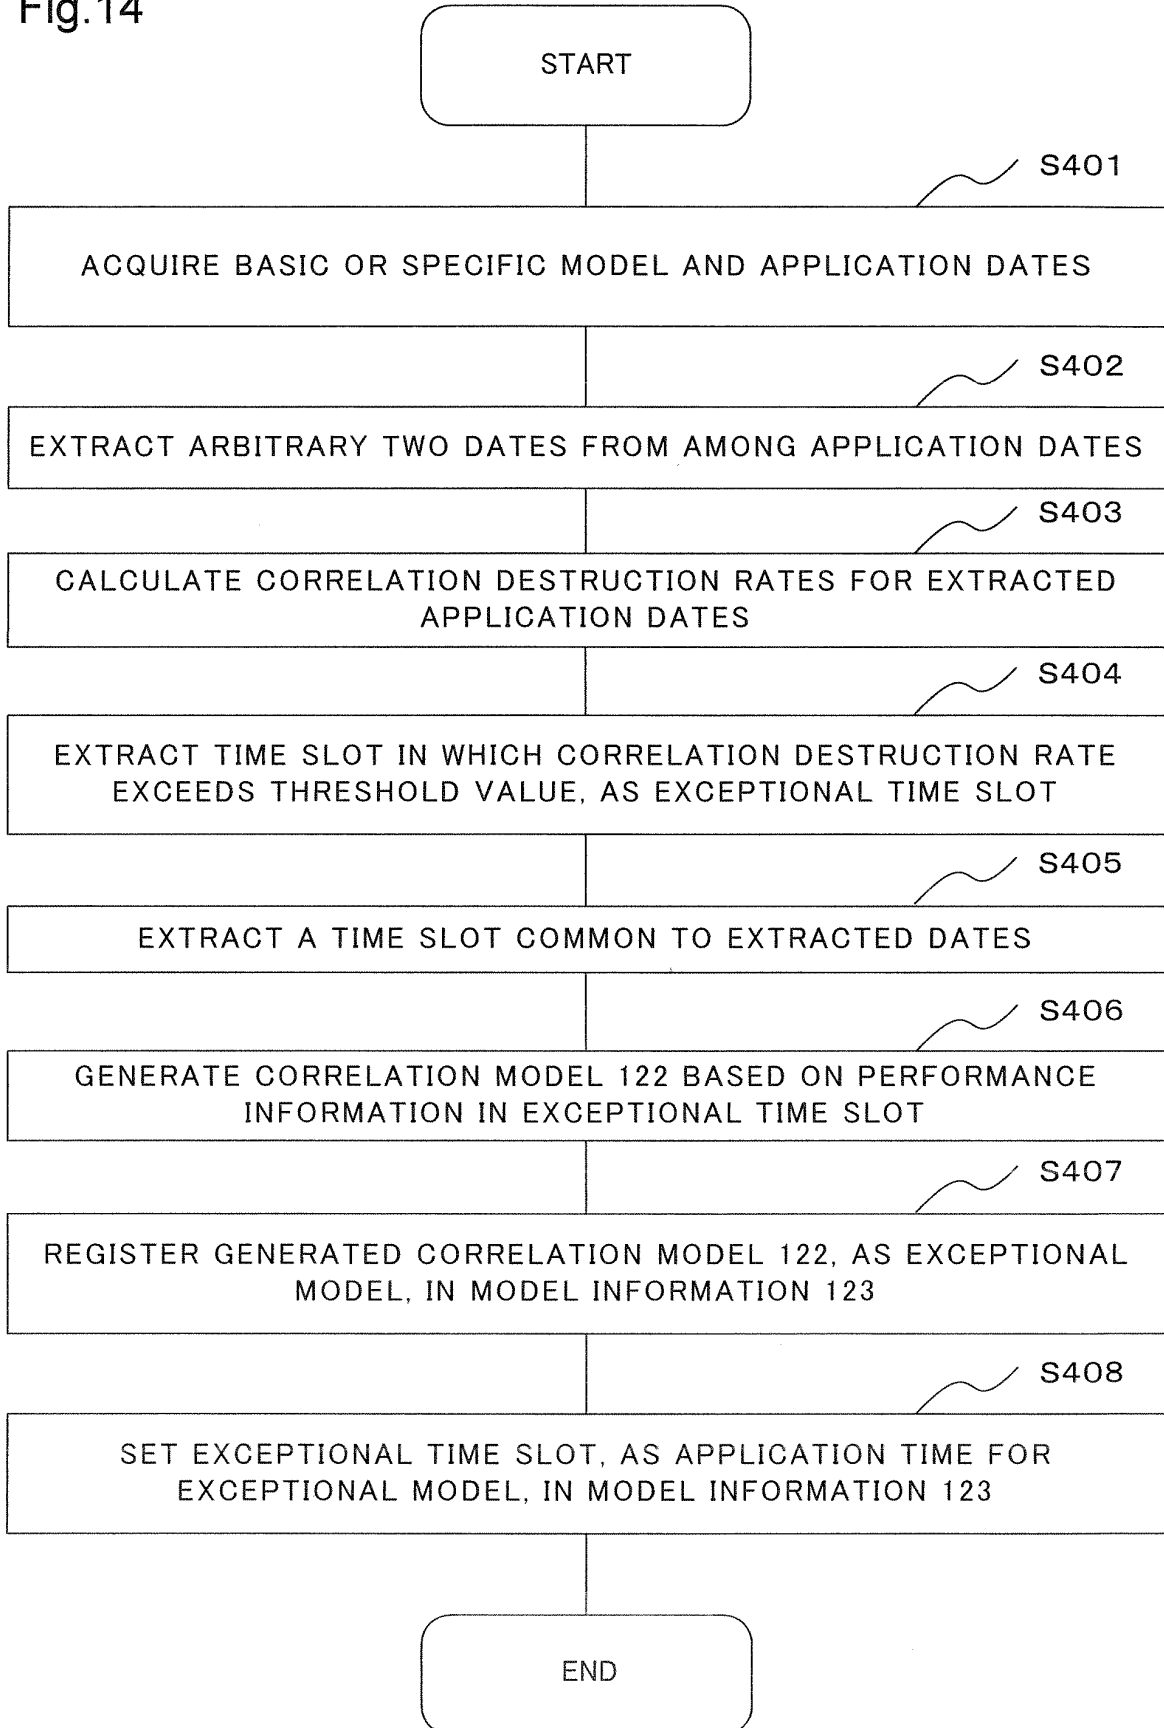 Fig.14
START
S401
ACQUIRE BASIC OR SPECIFIC MODEL AND APPLICATION DATES
S402
EXTRACT ARBITRARY TWO DATES FROM AMONG APPLICATION DATES
S403
CALCULATE CORRELATION DESTRUCTION RATES FOR EXTRACTED
APPLICATION DATES
S404
EXTRACT TIME SLOT IN WHICH CORRELATION DESTRUCTION RATE
EXCEEDS THRESHOLD VALUE, AS EXCEPTIONAL TIME SLOT
S405
EXTRACT A TIME SLOT COMMON TO EXTRACTED DATES
S406
GENERATE CORRELATION MODEL 122 BASED ON PERFORMANCE
INFORMATION IN EXCEPTIONAL TIME SLOT
S407
REGISTER GENERATED CORRELATION MODEL 122, AS EXCEPTIONAL
MODEL, IN MODEL INFORMATION 123
S408
SET EXCEPTIONAL TIME SLOT, AS APPLICATION TIME FOR
EXCEPTIONAL MODEL, IN MODEL INFORMATION 123
END